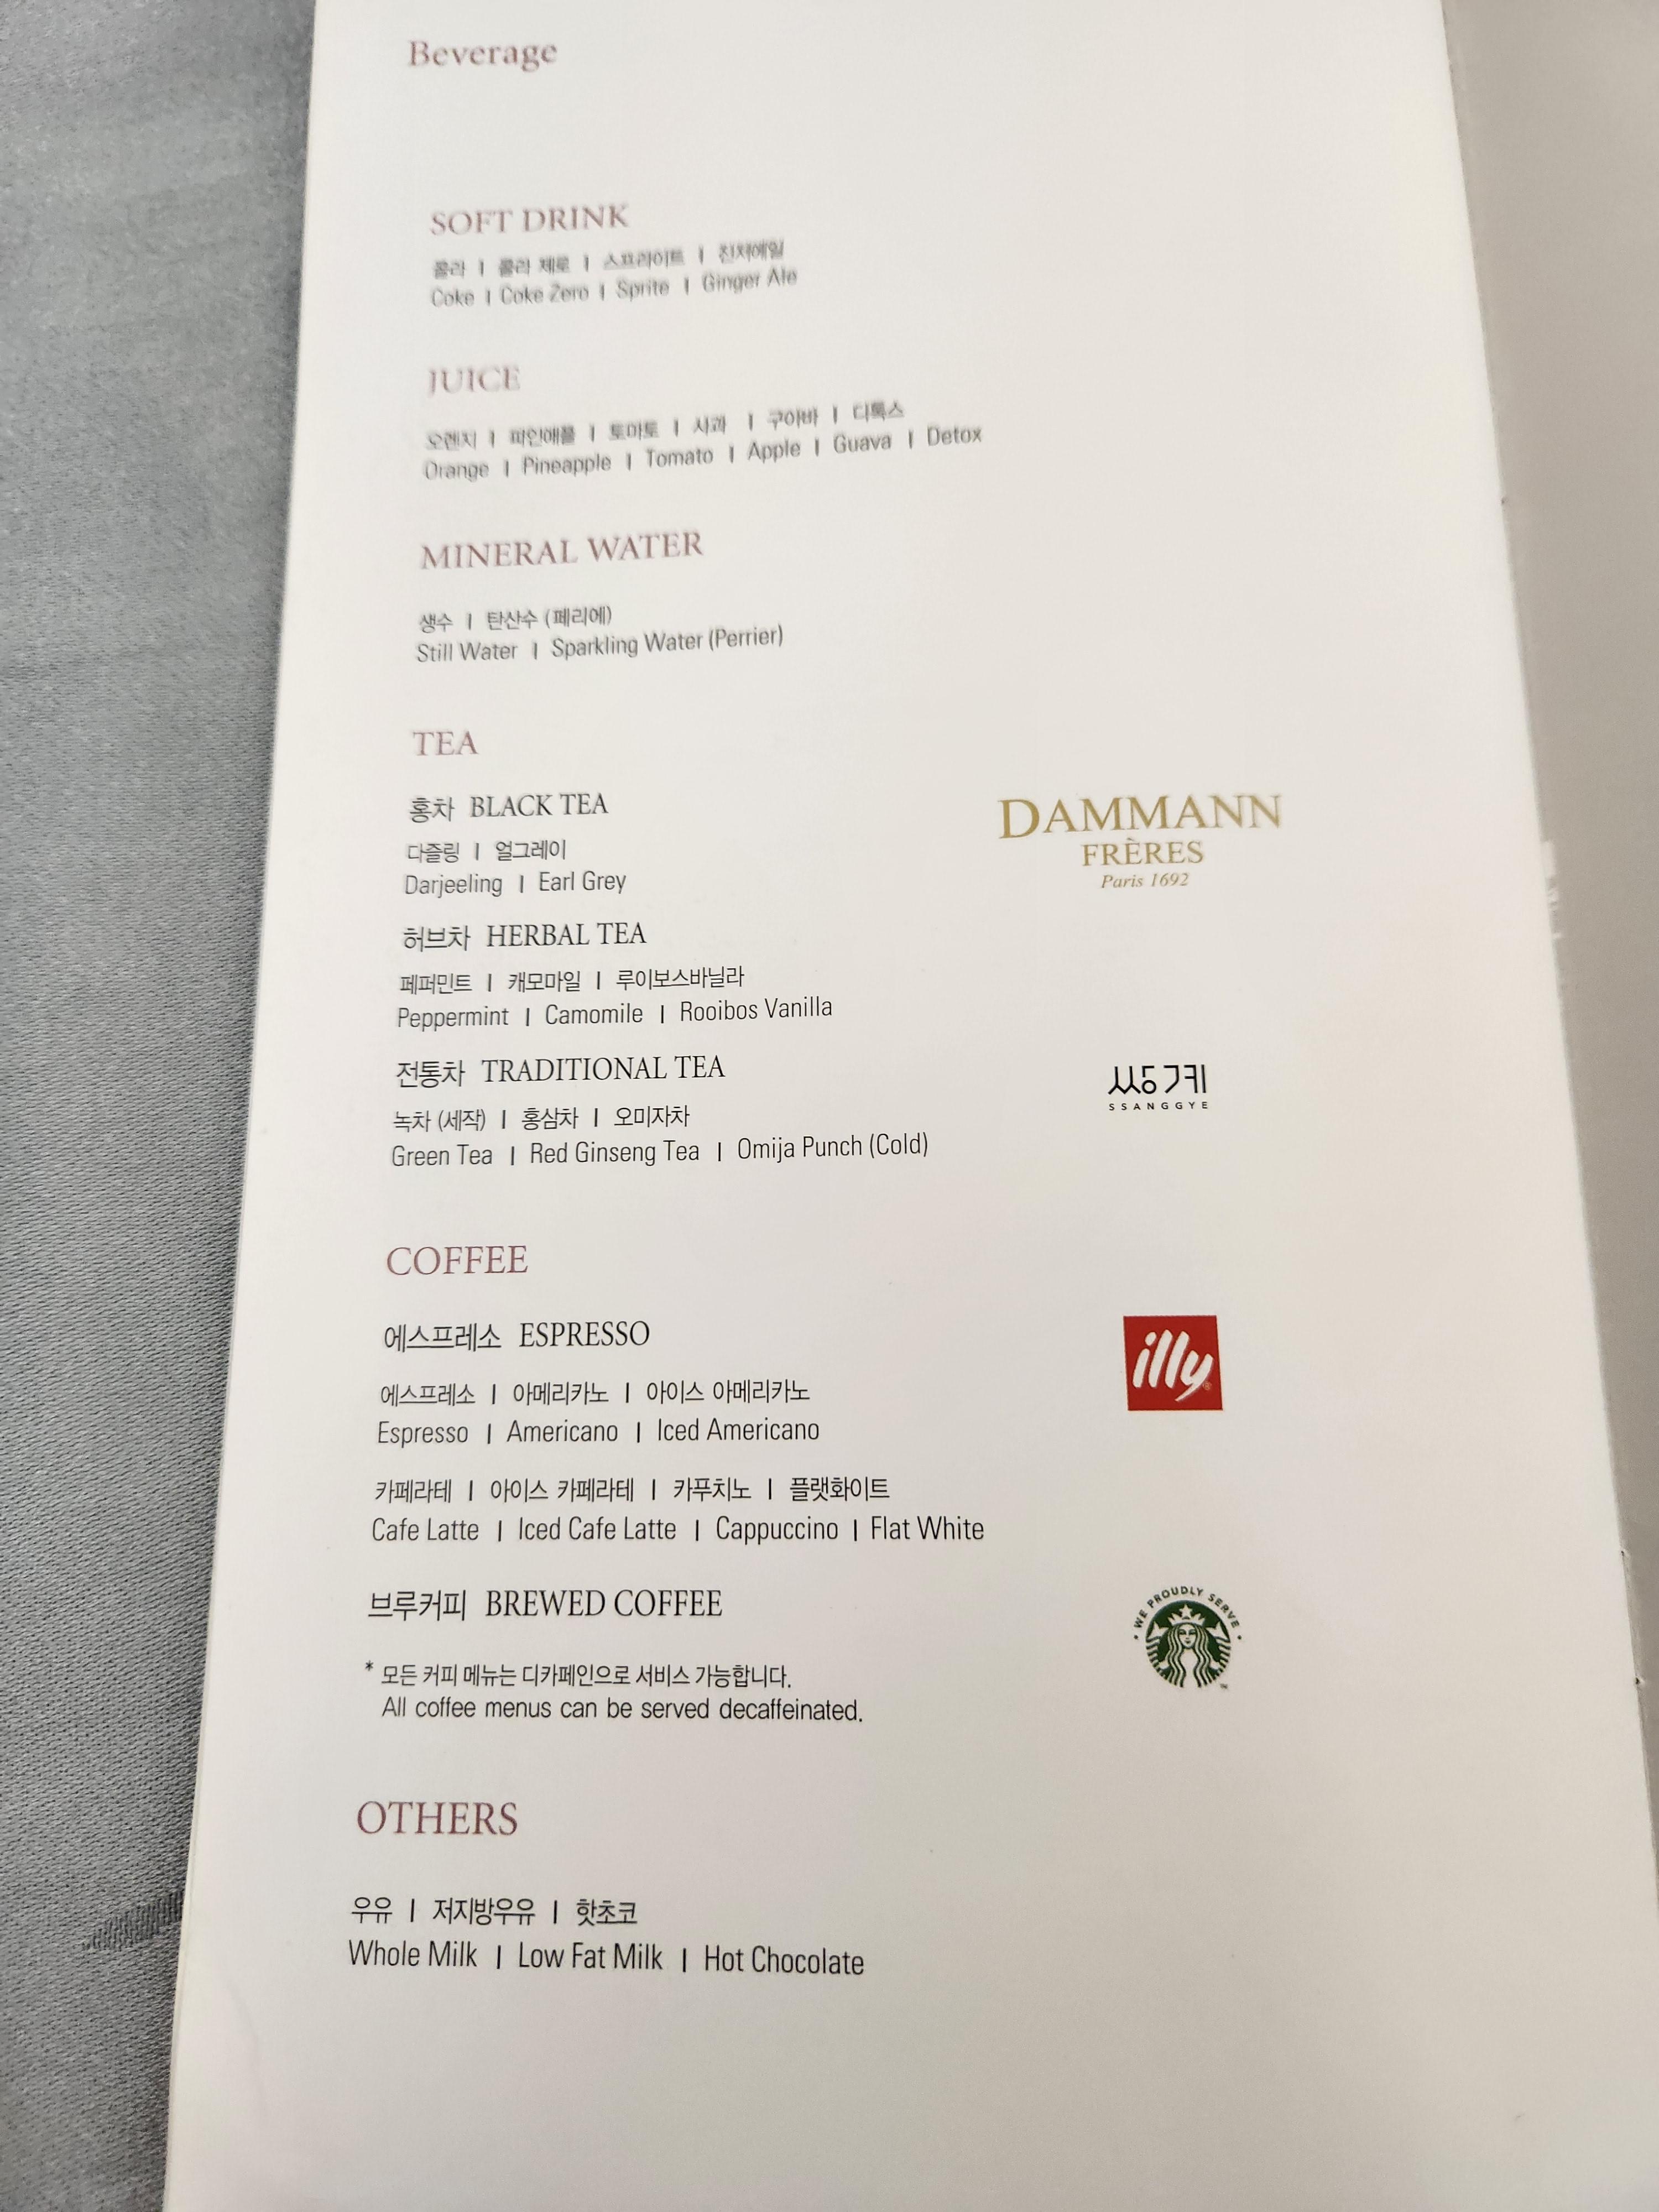 Beverage
SOFT DRINK
콜라 | 콜라 제로 | 스프라이트 | 진저에일
Coke | Coke Zero | Sprite | Ginger Ale
JUICE
오렌지 | 파인애플 | 토마토 | 사과 | 구아바 | 디톡스
Orange | Pineapple | Tomato | Apple | Guava | Detox
MINERAL WATER
생수 | 탄산수 (페리에)
Still Water | Sparkling Water (Perrier)
TEA
홍차 BLACK TEA
다즐링 | 얼그레이
Darjeeling | Earl Grey
DAMMANN
FRÈRES
Paris 1692
허브차 HERBAL TEA
페퍼민트 | 캐모마일 | 루이보스바닐라
Peppermint | Camomile | Rooibos Vanilla
전통차 TRADITIONAL TEA
녹차 (세작) | 홍삼차 | 오미자차
Green Tea | Red Ginseng Tea | Omija Punch (Cold)
쌍계
SSANGGYE
COFFEE
에스프레소 ESPRESSO
에스프레소 | 아메리카노 | 아이스 아메리카노
Espresso | Americano | Iced Americano
illy
카페라테 | 아이스 카페라테 | 카푸치노 | 플랫화이트
Cafe Latte | Iced Cafe Latte | Cappuccino | Flat White
브루커피 BREWED COFFEE
• WE PROUDLY SERVE •
* 모든 커피 메뉴는 디카페인으로 서비스 가능합니다.
All coffee menus can be served decaffeinated.
OTHERS
우유 | 저지방우유 | 핫초코
Whole Milk | Low Fat Milk | Hot Chocolate